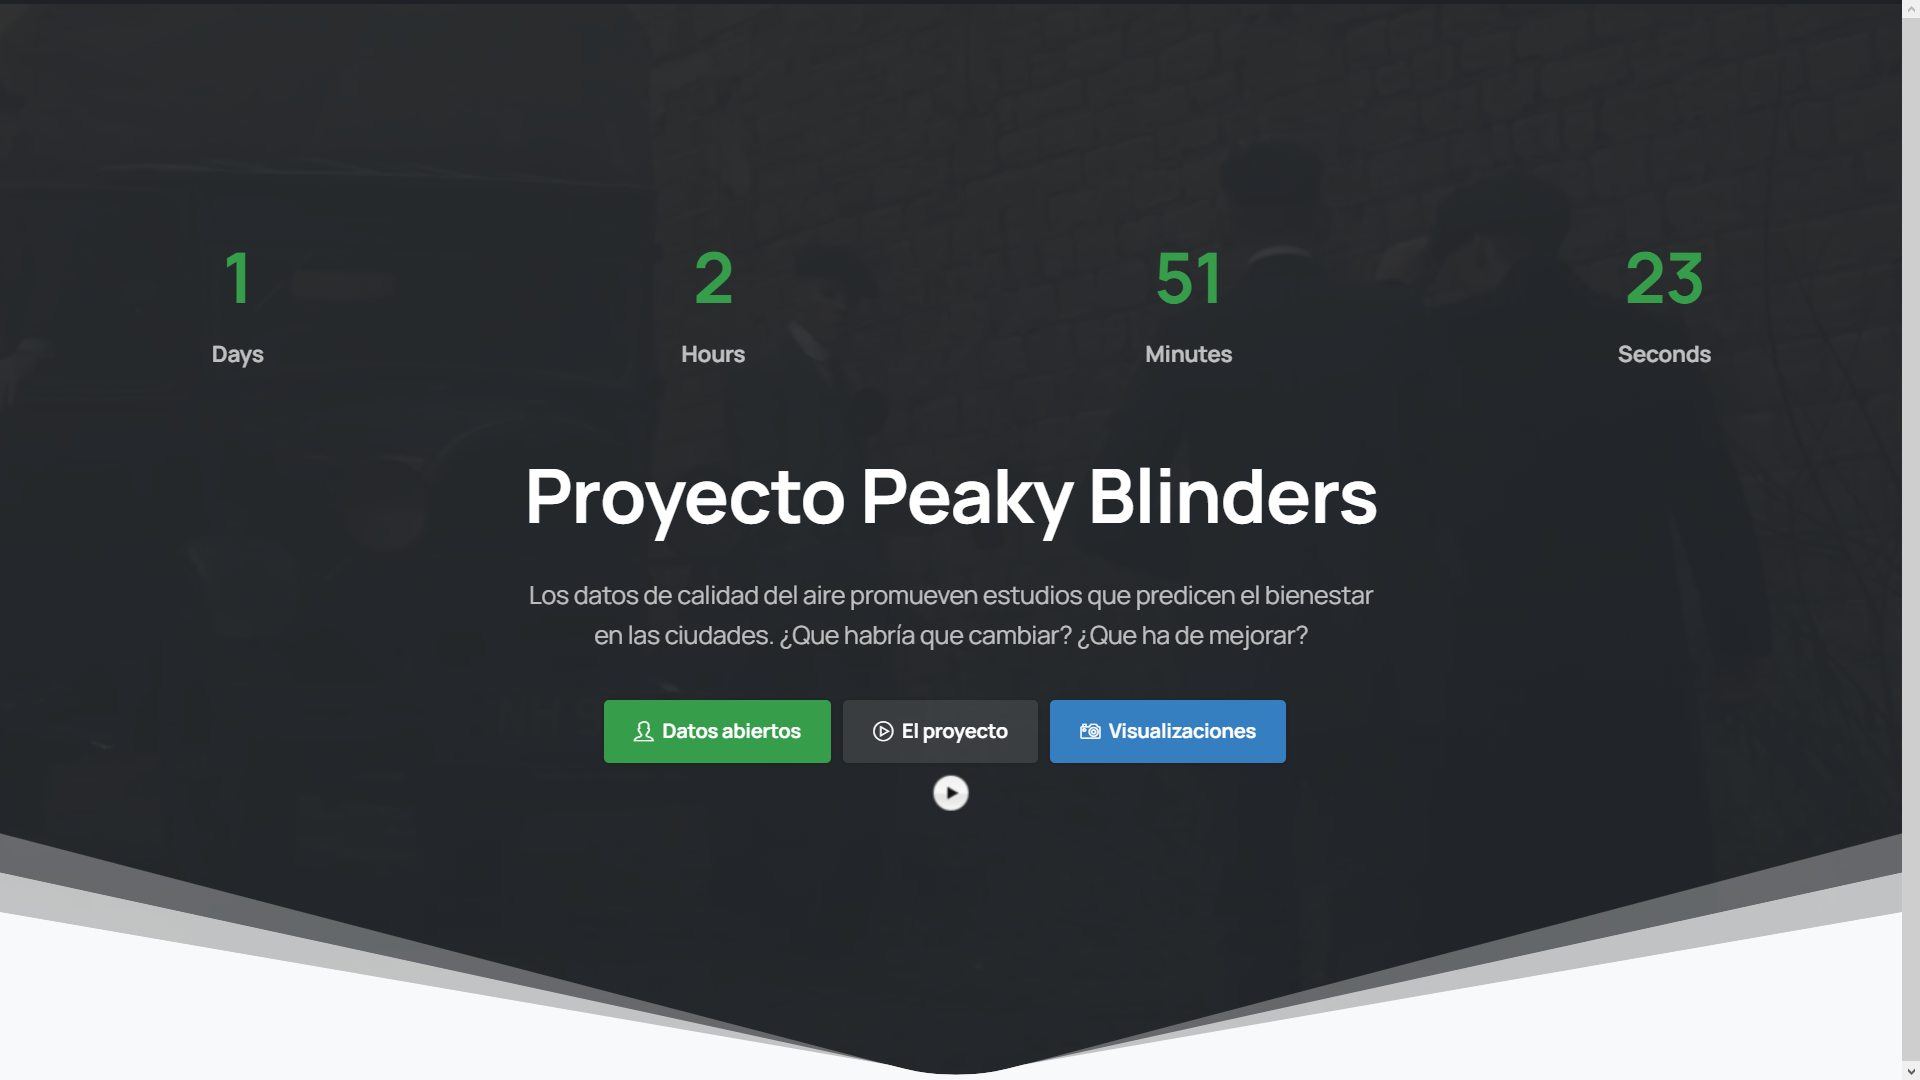 1
2
51
23
Days
Hours
Minutes
Seconds
Proyecto Peaky Blinders
Los datos de calidad del aire promueven estudios que predicen el bienestar
en las ciudades. ¿Que habría que cambiar? ¿Que ha de mejorar?
Datos abiertos
El proyecto
Visualizaciones